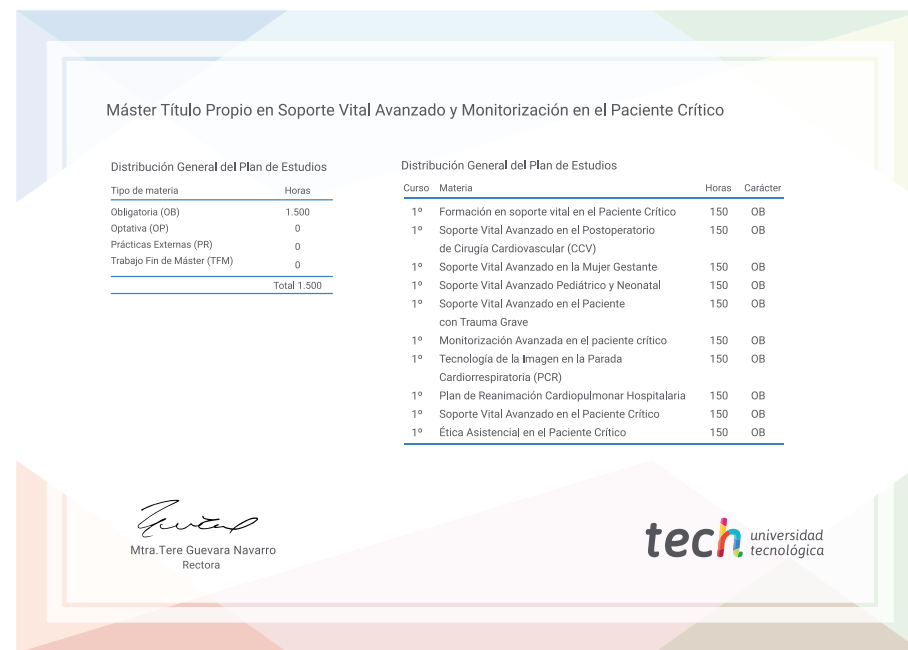 Máster Título Propio en Soporte Vital Avanzado y Monitorización en el Paciente Crítico
Distribución General del Plan de Estudios
Tipo de materia Horas
Obligatoria (OB) 1.500
Optativa (OP) 0
Prácticas Externas (PR) 0
Trabajo Fin de Máster (TFM) 0
Total 1.500
Distribución General del Plan de Estudios
Curso Materia Horas Carácter
1º Formación en soporte vital en el Paciente Crítico 150 OB
1º Soporte Vital Avanzado en el Postoperatorio 150 OB
de Cirugía Cardiovascular (CCV)
1º Soporte Vital Avanzado en la Mujer Gestante 150 OB
1º Soporte Vital Avanzado Pediátrico y Neonatal 150 OB
1º Soporte Vital Avanzado en el Paciente 150 OB
con Trauma Grave
1º Monitorización Avanzada en el paciente crítico 150 OB
1º Tecnología de la Imagen en la Parada 150 OB
Cardiorrespiratoria (PCR)
1º Plan de Reanimación Cardiopulmonar Hospitalaria 150 OB
1º Soporte Vital Avanzado en el Paciente Crítico 150 OB
1º Ética Asistencial en el Paciente Crítico 150 OB
Mtra.Tere Guevara Navarro
Rectora
tech universidad
tecnológica